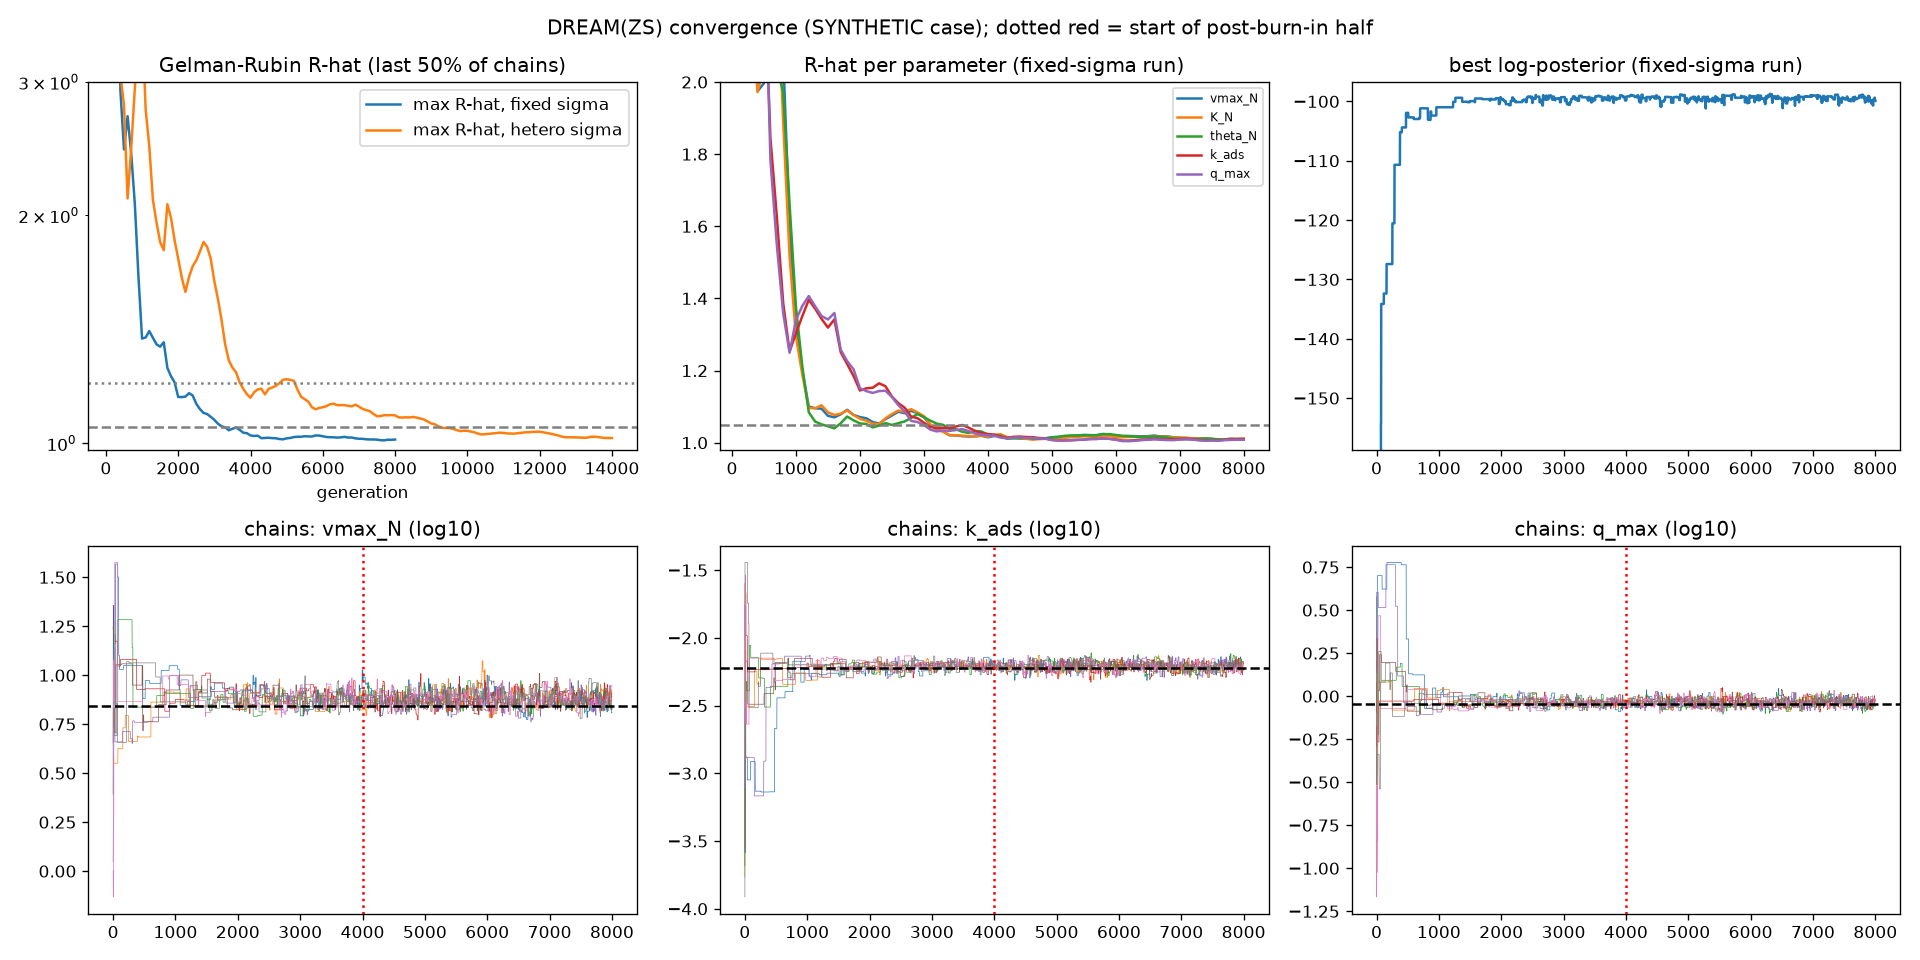 DREAM(ZS) convergence (SYNTHETIC case); dotted red = start of post-burn-in half
Gelman-Rubin R-hat (last 50% of chains)
3 × 10⁰
2 × 10⁰
10⁰
max R-hat, fixed sigma
max R-hat, hetero sigma
0 2000 4000 6000 8000 10000 12000 14000
generation
R-hat per parameter (fixed-sigma run)
2.0
1.8
1.6
1.4
1.2
1.0
vmax_N
K_N
theta_N
k_ads
q_max
0 1000 2000 3000 4000 5000 6000 7000 8000
best log-posterior (fixed-sigma run)
−100
−110
−120
−130
−140
−150
0 1000 2000 3000 4000 5000 6000 7000 8000
chains: vmax_N (log10)
1.50
1.25
1.00
0.75
0.50
0.25
0.00
0 1000 2000 3000 4000 5000 6000 7000 8000
chains: k_ads (log10)
−1.5
−2.0
−2.5
−3.0
−3.5
−4.0
0 1000 2000 3000 4000 5000 6000 7000 8000
chains: q_max (log10)
0.75
0.50
0.25
0.00
−0.25
−0.50
−0.75
−1.00
−1.25
0 1000 2000 3000 4000 5000 6000 7000 8000